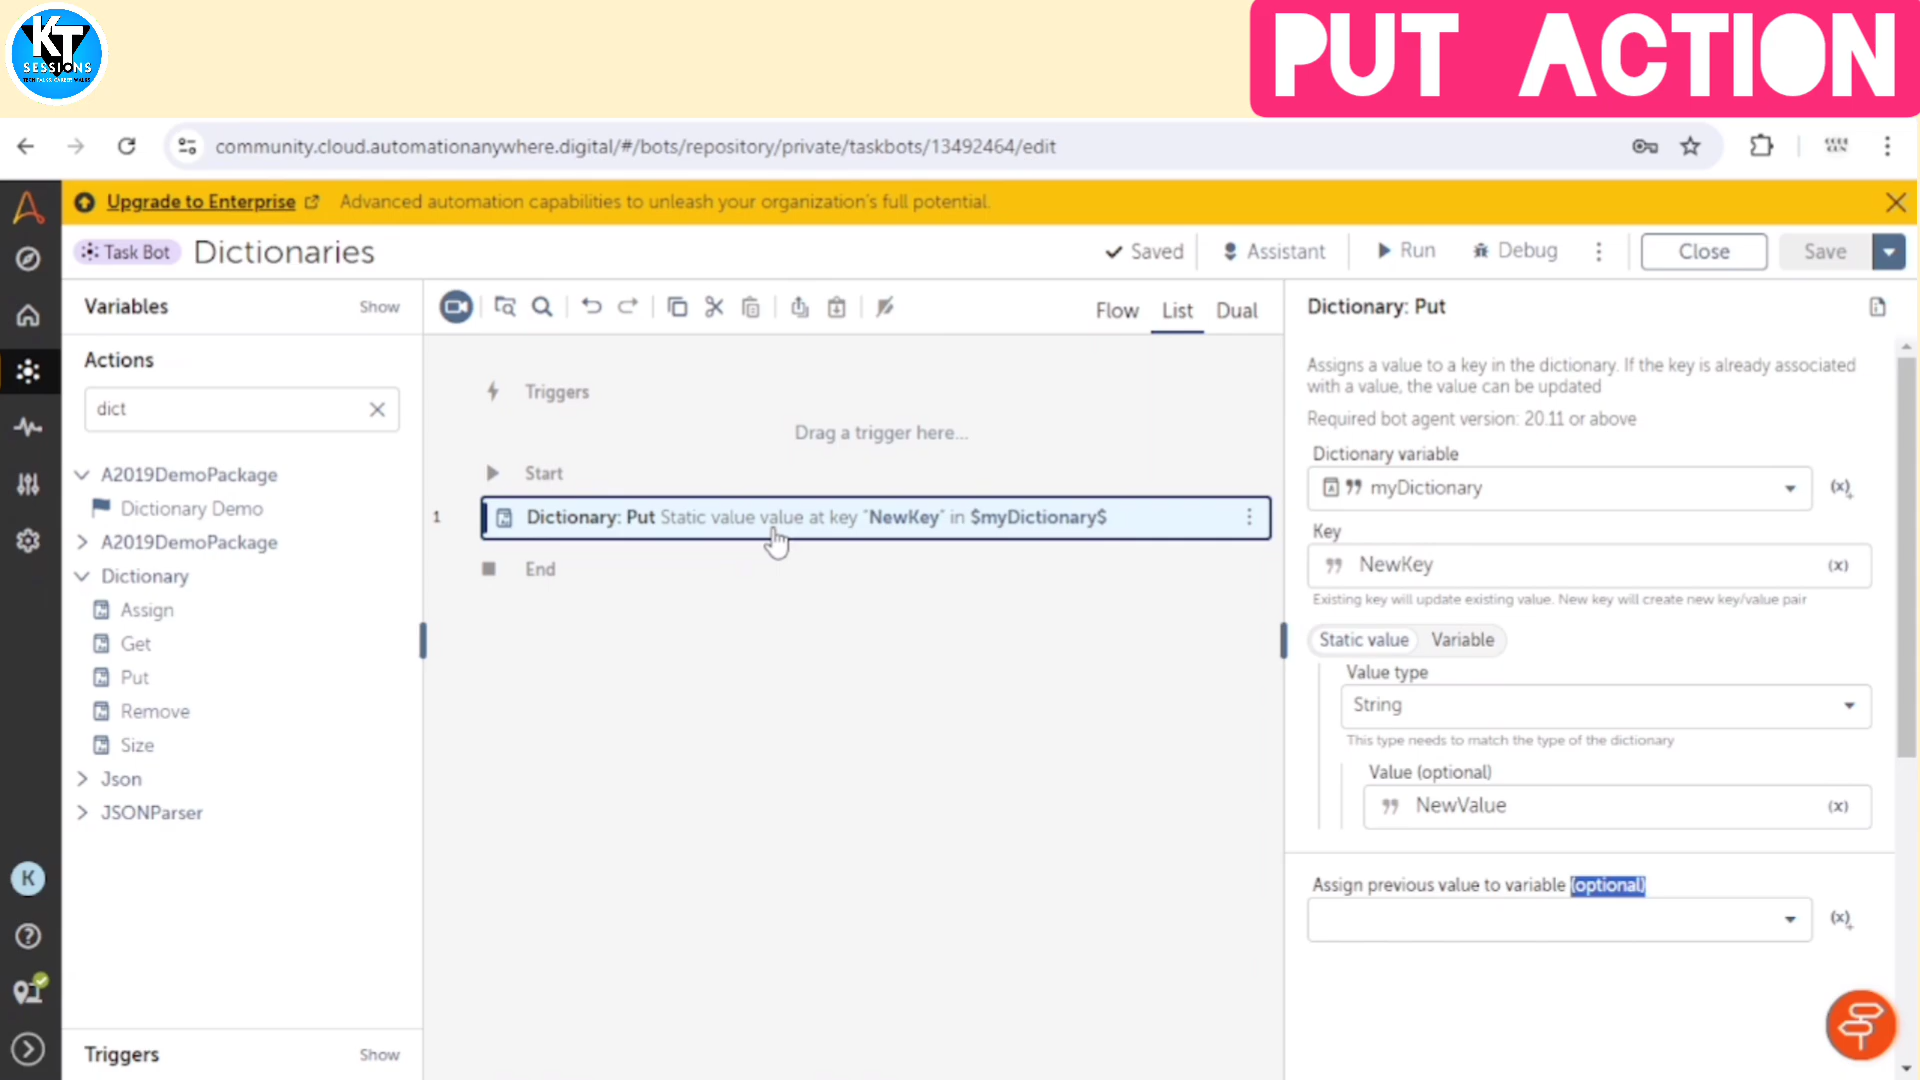 KT
SESSIONS
TECH TALKS, CAREER WALKS
PUT ACTION
community.cloud.automationanywhere.digital/#/bots/repository/private/taskbots/13492464/edit
Upgrade to Enterprise Advanced automation capabilities to unleash your organization's full potential.
Task Bot Dictionaries Saved Assistant Run Debug Close Save
Variables Show
Actions
dict
A2019DemoPackage
Dictionary Demo
A2019DemoPackage
Dictionary
Assign
Get
Put
Remove
Size
Json
JSONParser
K
Triggers Show
Flow List Dual
Triggers
Drag a trigger here...
Start
1 Dictionary: Put Static value value at key "NewKey" in $myDictionary$
End
Dictionary: Put
Assigns a value to a key in the dictionary. If the key is already associated
with a value, the value can be updated
Required bot agent version: 20.11 or above
Dictionary variable
myDictionary (x)
Key
NewKey (x)
Existing key will update existing value. New key will create new key/value pair
Static value Variable
Value type
String
This type needs to match the type of the dictionary
Value (optional)
NewValue (x)
Assign previous value to variable (optional)
(x)